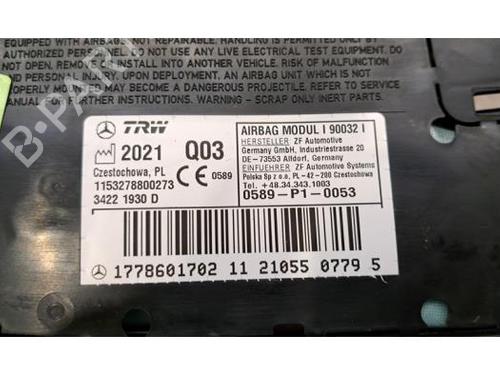 EQUIPPED WITH AIRBAG. NOT REPAIRABLE. HANDLING
AUTHORIZED PERSONNEL. DO NOT USE LIVE ELECTRICAL TEST EQUIPMENT. DO
NOT OPEN, REMOVE OR INSTALL INTO ANOTHER VEHICLE. RISK OF MALFUNCTION
AND PERSONAL INJURY. UPON DEPLOYMENT, AN AIRBAG UNIT WHICH IS NOT
PROPERLY MOUNTED MAY BECOME A DANGEROUS PROJECTILE. REFER TO SERVICE
MANUAL FOR FURTHER INSTRUCTIONS. WARNING - SCRAP ONLY INERT PARTS.
B-PARTS
TRW
2021 Q03
Czestochowa, PL CE 0589
1153278800273
3422 1930 D
AIRBAG MODUL I 90032 I
HERSTELLER ZF Automotive
Germany GmbH, Industriestrasse 20
DE-73553 Alfdorf, Germany
EINFUEHRER ZF Automotive Systems
Polska Sp z o.o., PL - 42 - 200 Czestochowa
Tel. +48.34.343.1003
0589-P1-0053
1778601702 11 21055 0779 5